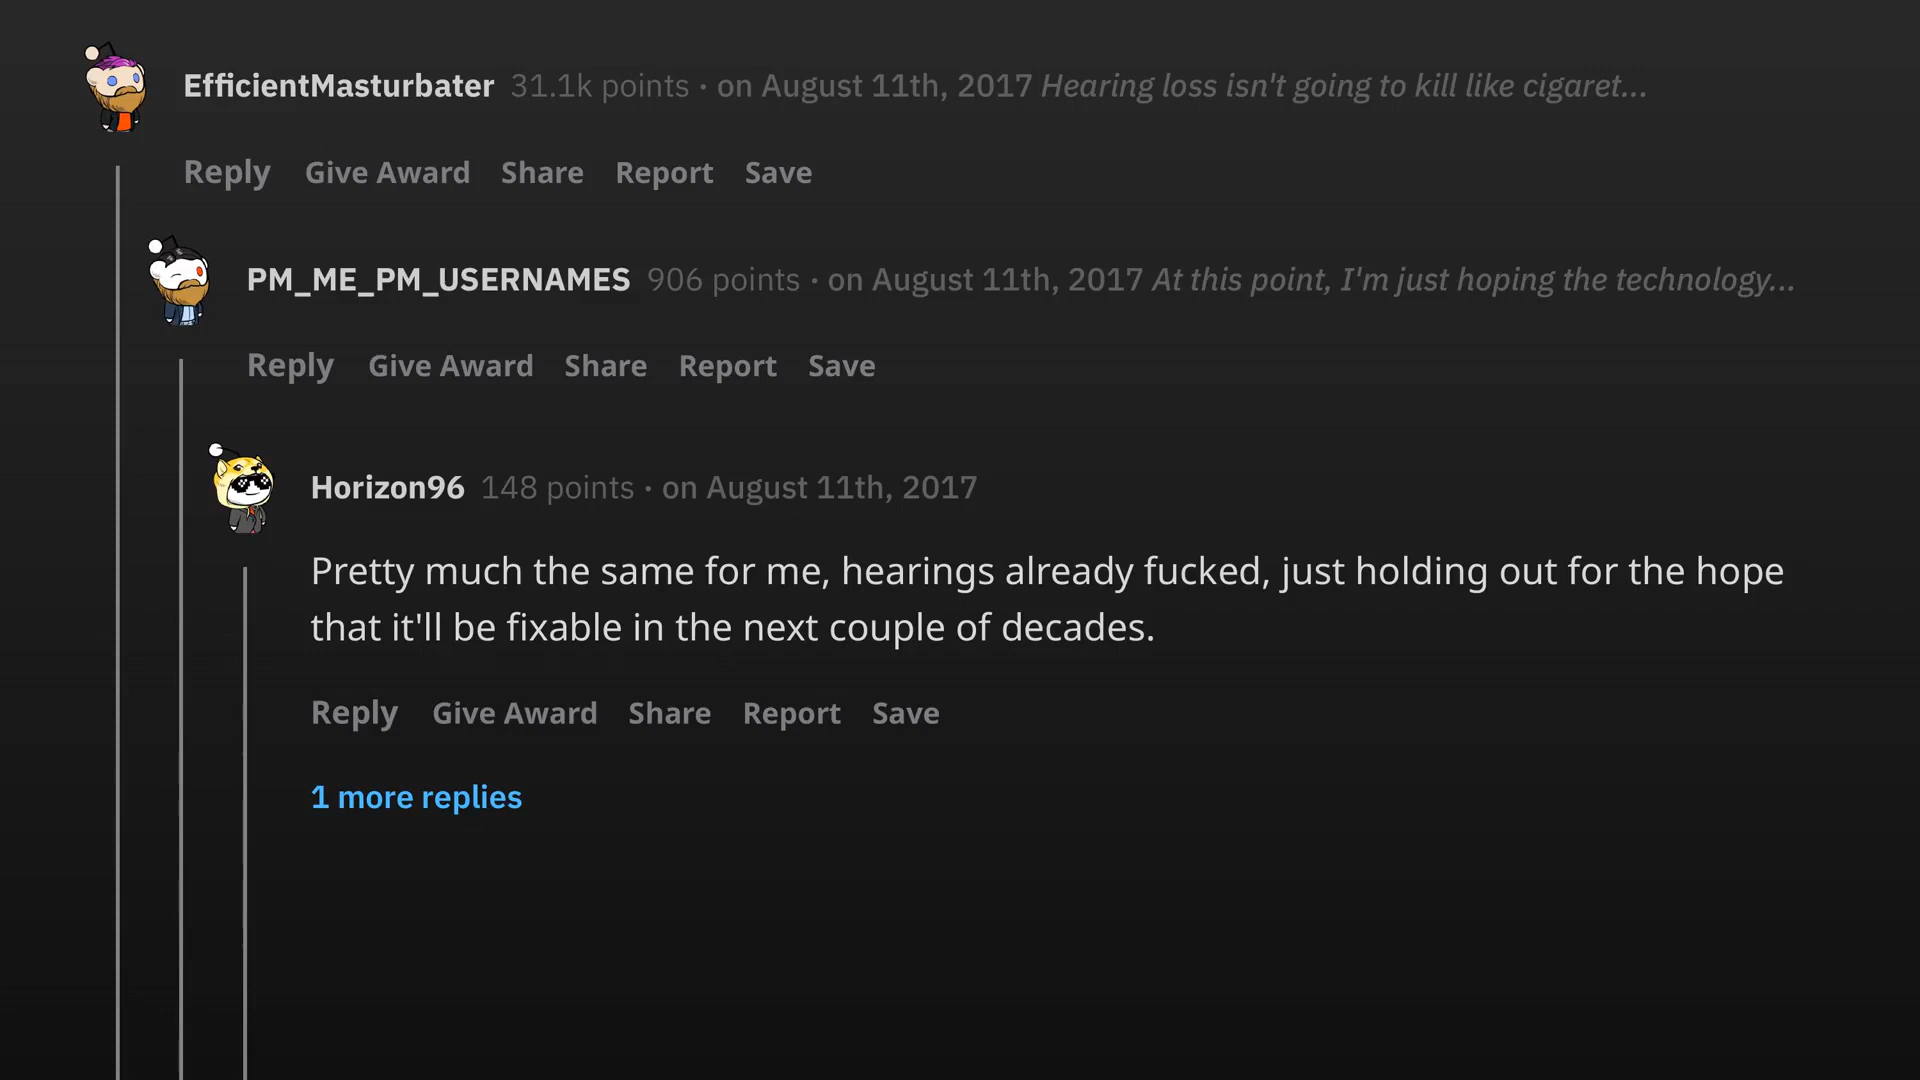 EfficientMasturbater 31.1k points · on August 11th, 2017 Hearing loss isn't going to kill like cigaret...
Reply Give Award Share Report Save
PM_ME_PM_USERNAMES 906 points · on August 11th, 2017 At this point, I'm just hoping the technology...
Reply Give Award Share Report Save
Horizon96 148 points · on August 11th, 2017
Pretty much the same for me, hearings already fucked, just holding out for the hope
that it'll be fixable in the next couple of decades.
Reply Give Award Share Report Save
1 more replies